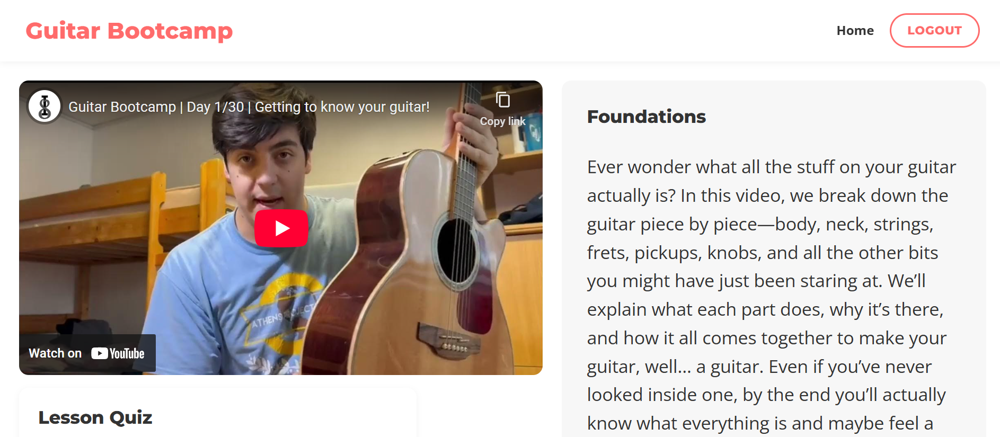 Guitar Bootcamp
Home
LOGOUT
Guitar Bootcamp | Day 1/30 | Getting to know your guitar!
Copy link
ATHENS PROJECT
Watch on YouTube
Lesson Quiz
Foundations
Ever wonder what all the stuff on your guitar
actually is? In this video, we break down the
guitar piece by piece—body, neck, strings,
frets, pickups, knobs, and all the other bits
you might have just been staring at. We’ll
explain what each part does, why it’s there,
and how it all comes together to make your
guitar, well... a guitar. Even if you’ve never
looked inside one, by the end you’ll actually
know what everything is and maybe feel a